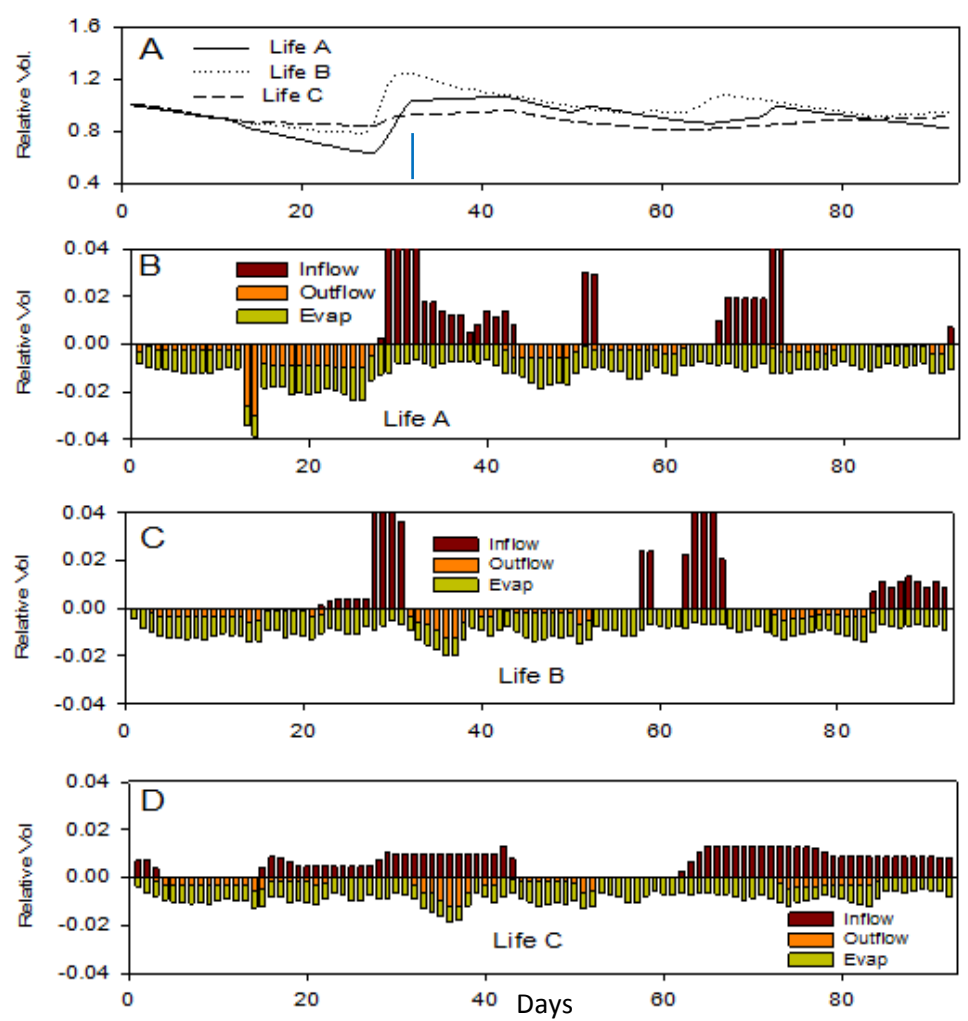 1.6
A
Life A
1.2
Life B
Life C
Relative Vol.
0.8
0.4
0 20 40 60 80
0.04
B
Inflow
0.02
Outflow
Evap
Relative Vol
0.00
-0.02
Life A
-0.04
0 20 40 60 80
0.04
C
Inflow
0.02
Outflow
Evap
Relative Vol
0.00
-0.02
Life B
-0.04
0 20 40 60 80
0.04
D
0.02
Relative Vol
0.00
-0.02
Inflow
Life C
Outflow
Evap
-0.04
0 20 40 Days 60 80